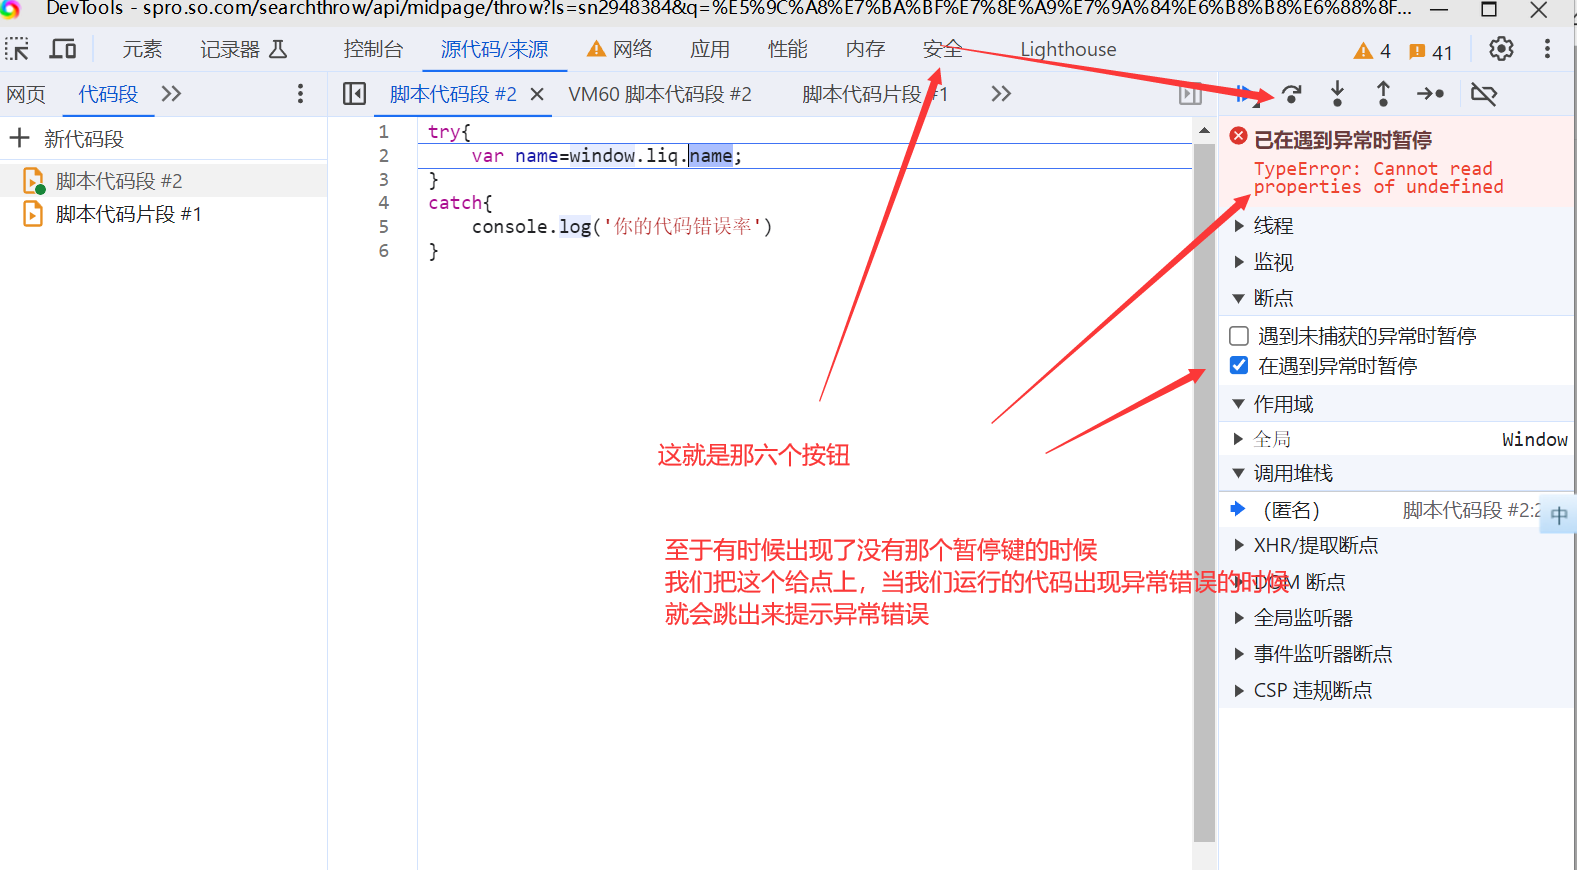 DevTools - spro.so.com/searchthrow/api/midpage/throw?ls=sn2948384&q=%E5%9C%A8%E7%BA%BF%E7%8E%A9%E7%9A%84%E6%B8%B8%E6%88%8F...
元素 记录器 控制台 源代码/来源 网络 应用 性能 内存 安全 Lighthouse 4 41
网页 代码段 脚本代码段 #2 VM60 脚本代码段 #2 脚本代码片段 #1
新代码段
脚本代码段 #2
脚本代码片段 #1
1 try{
2 var name=window.liq.name;
3 }
4 catch{
5 console.log('你的代码错误率')
6 }
已在遇到异常时暂停
TypeError: Cannot read
properties of undefined
线程
监视
断点
遇到未捕获的异常时暂停
在遇到异常时暂停
作用域
全局 Window
调用堆栈
(匿名) 脚本代码段 #2:2
中
XHR/提取断点
DOM 断点
全局监听器
事件监听器断点
CSP 违规断点
这就是那六个按钮
至于有时候出现了没有那个暂停键的时候
我们把这个给点上，当我们运行的代码出现异常错误的时候
就会跳出来提示异常错误